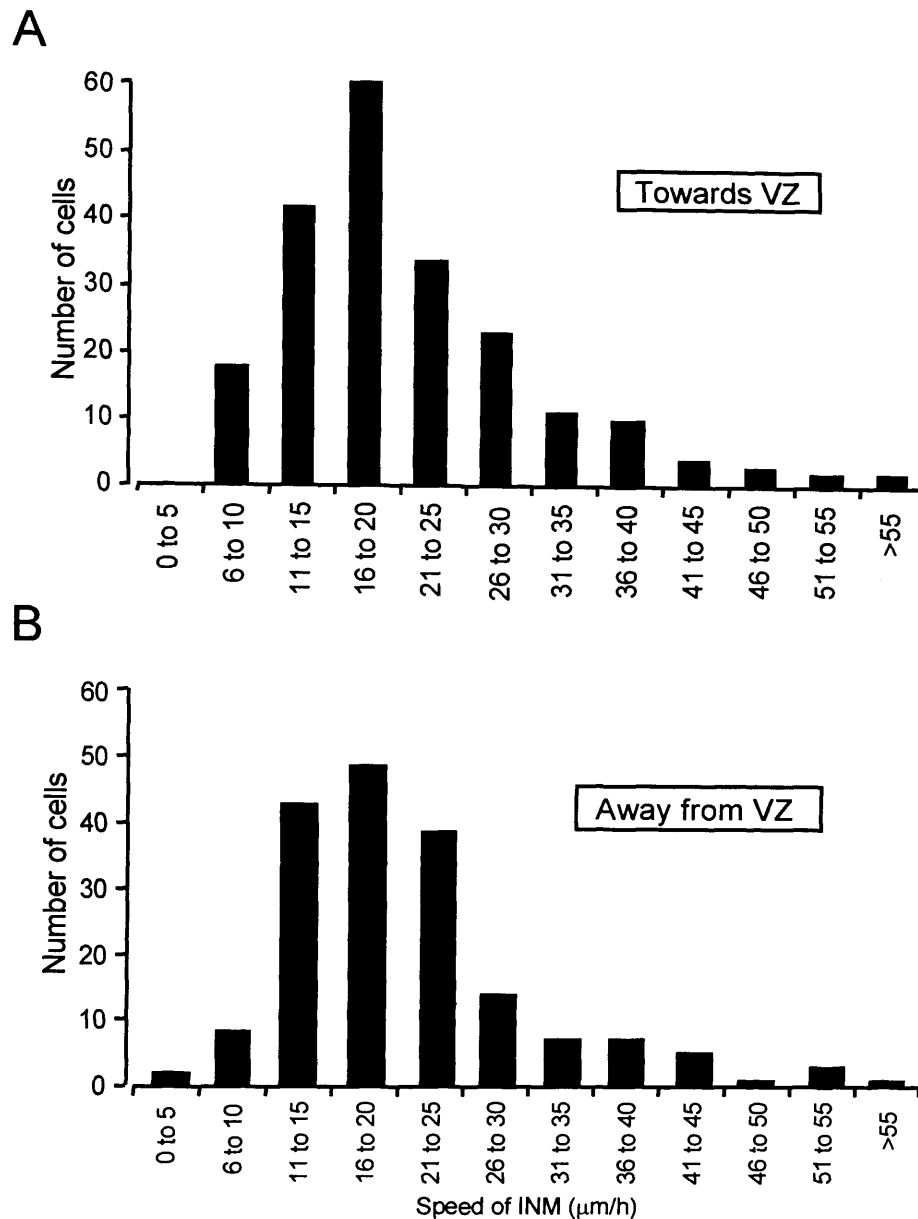 A
60
50
40
30
20
10
0
Number of cells
Towards VZ
0 to 5
6 to 10
11 to 15
16 to 20
21 to 25
26 to 30
31 to 35
36 to 40
41 to 45
46 to 50
51 to 55
>55
B
60
50
40
30
20
10
0
Number of cells
Away from VZ
0 to 5
6 to 10
11 to 15
16 to 20
21 to 25
26 to 30
31 to 35
36 to 40
41 to 45
46 to 50
51 to 55
>55
Speed of INM (μm/h)